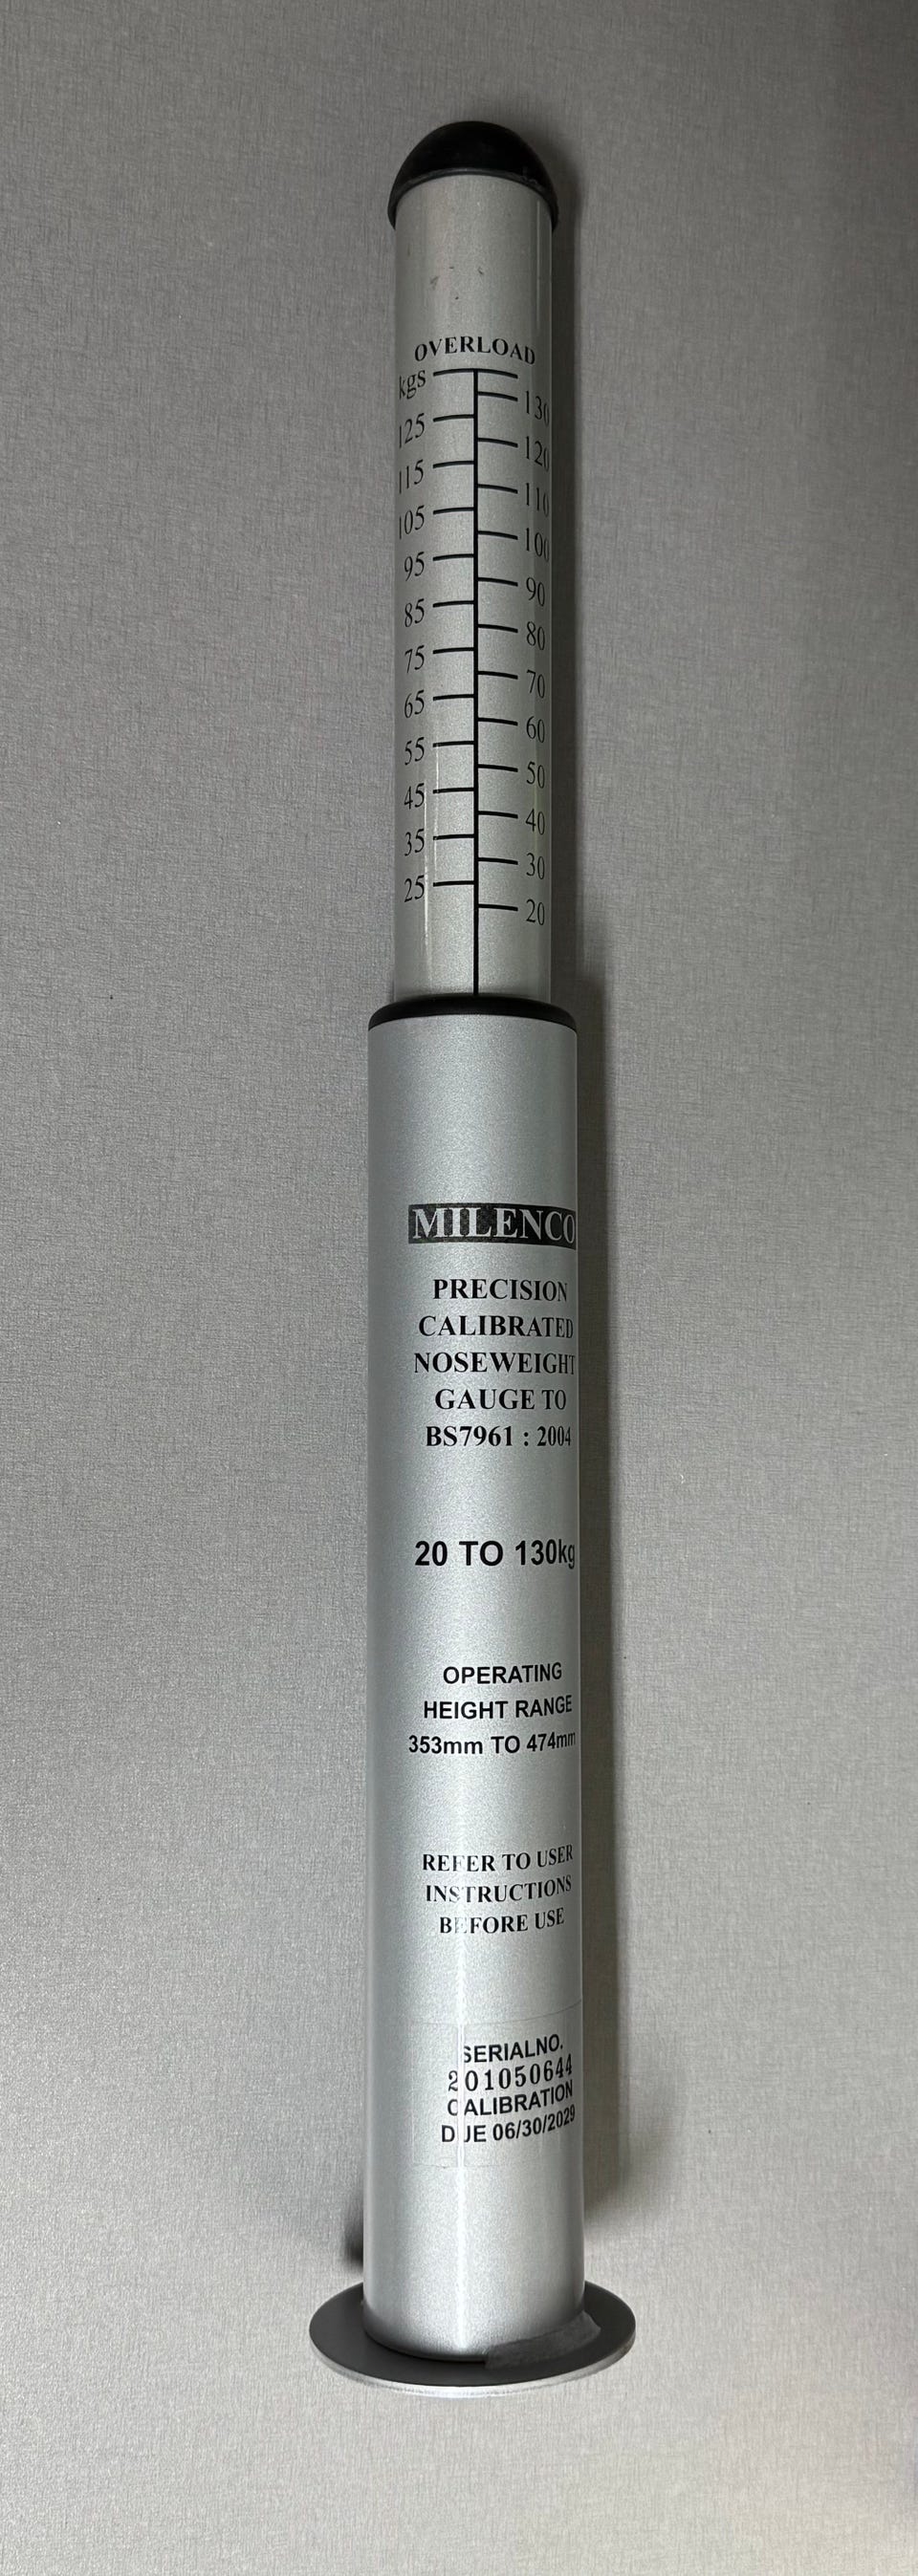 OVERLOAD
kgs
130
125
120
115
110
105
100
95
90
85
80
75
70
65
60
55
50
45
40
35
30
25
20
MILENCO
PRECISION
CALIBRATED
NOSEWEIGHT
GAUGE TO
BS7961 : 2004
20 TO 130kg
OPERATING
HEIGHT RANGE
353mm TO 474mm
REFER TO USER
INSTRUCTIONS
BEFORE USE
SERIALNO.
201050644
CALIBRATION
DUE 06/30/2029